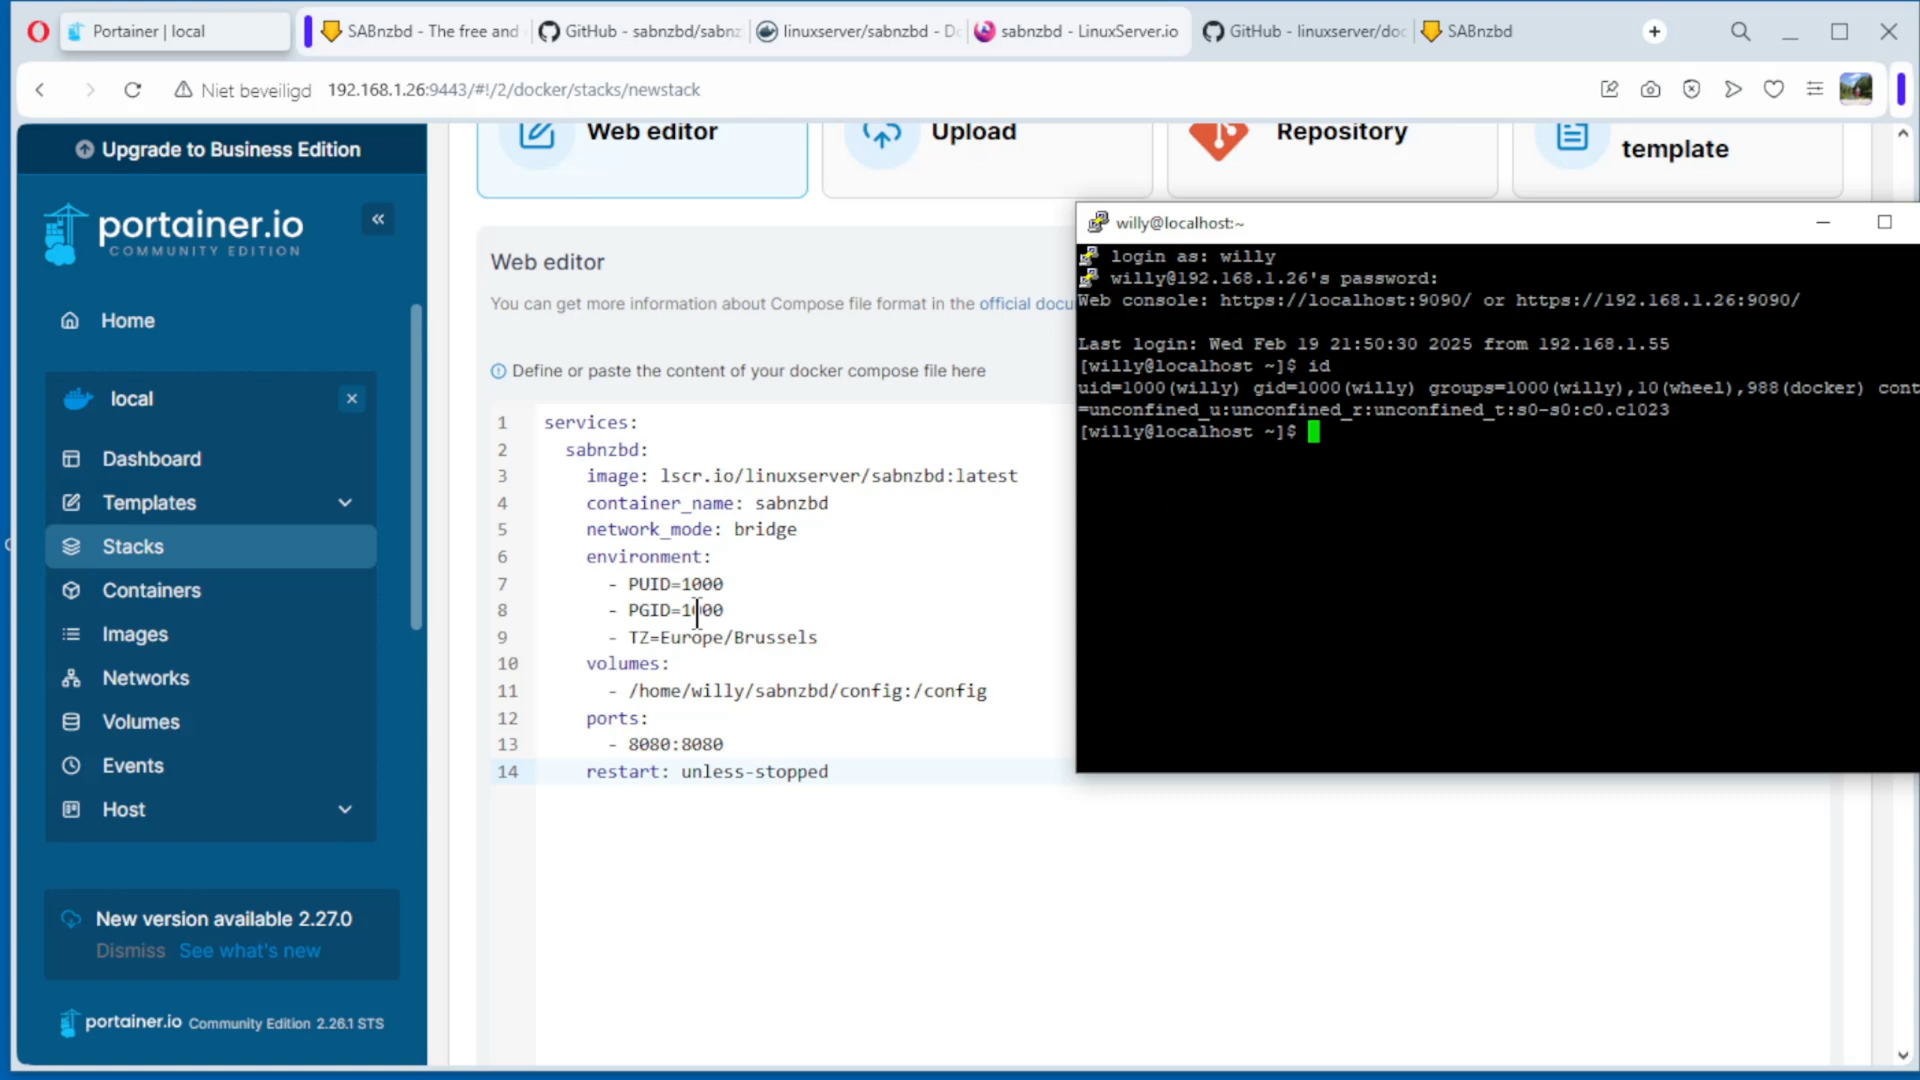 Portainer | local
SABnzbd - The free and
GitHub - sabnzbd/sabnz
linuxserver/sabnzbd - D
sabnzbd - LinuxServer.io
GitHub - linuxserver/doc
SABnzbd
Niet beveiligd 192.168.1.26:9443/#!/2/docker/stacks/newstack
Upgrade to Business Edition
portainer.io
COMMUNITY EDITION
Home
local
Dashboard
Templates
Stacks
Containers
Images
Networks
Volumes
Events
Host
New version available 2.27.0
Dismiss See what's new
portainer.io Community Edition 2.26.1 STS
Web editor
Upload
Repository
template
Web editor
You can get more information about Compose file format in the official docu
Define or paste the content of your docker compose file here
1 services:
2 sabnzbd:
3 image: lscr.io/linuxserver/sabnzbd:latest
4 container_name: sabnzbd
5 network_mode: bridge
6 environment:
7 - PUID=1000
8 - PGID=1000
9 - TZ=Europe/Brussels
10 volumes:
11 - /home/willy/sabnzbd/config:/config
12 ports:
13 - 8080:8080
14 restart: unless-stopped
willy@localhost:~
login as: willy
willy@192.168.1.26's password:
Web console: https://localhost:9090/ or https://192.168.1.26:9090/
Last login: Wed Feb 19 21:50:30 2025 from 192.168.1.55
[willy@localhost ~]$ id
uid=1000(willy) gid=1000(willy) groups=1000(willy),10(wheel),988(docker) cont
=unconfined_u:unconfined_r:unconfined_t:s0-s0:c0.c1023
[willy@localhost ~]$